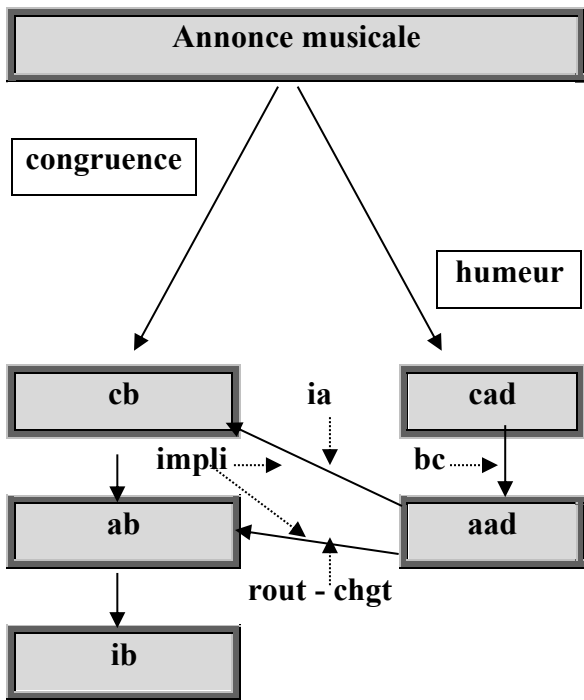 Annonce musicale
congruence
humeur
cb
ia
cad
impli
bc
ab
aad
rout - chgt
ib